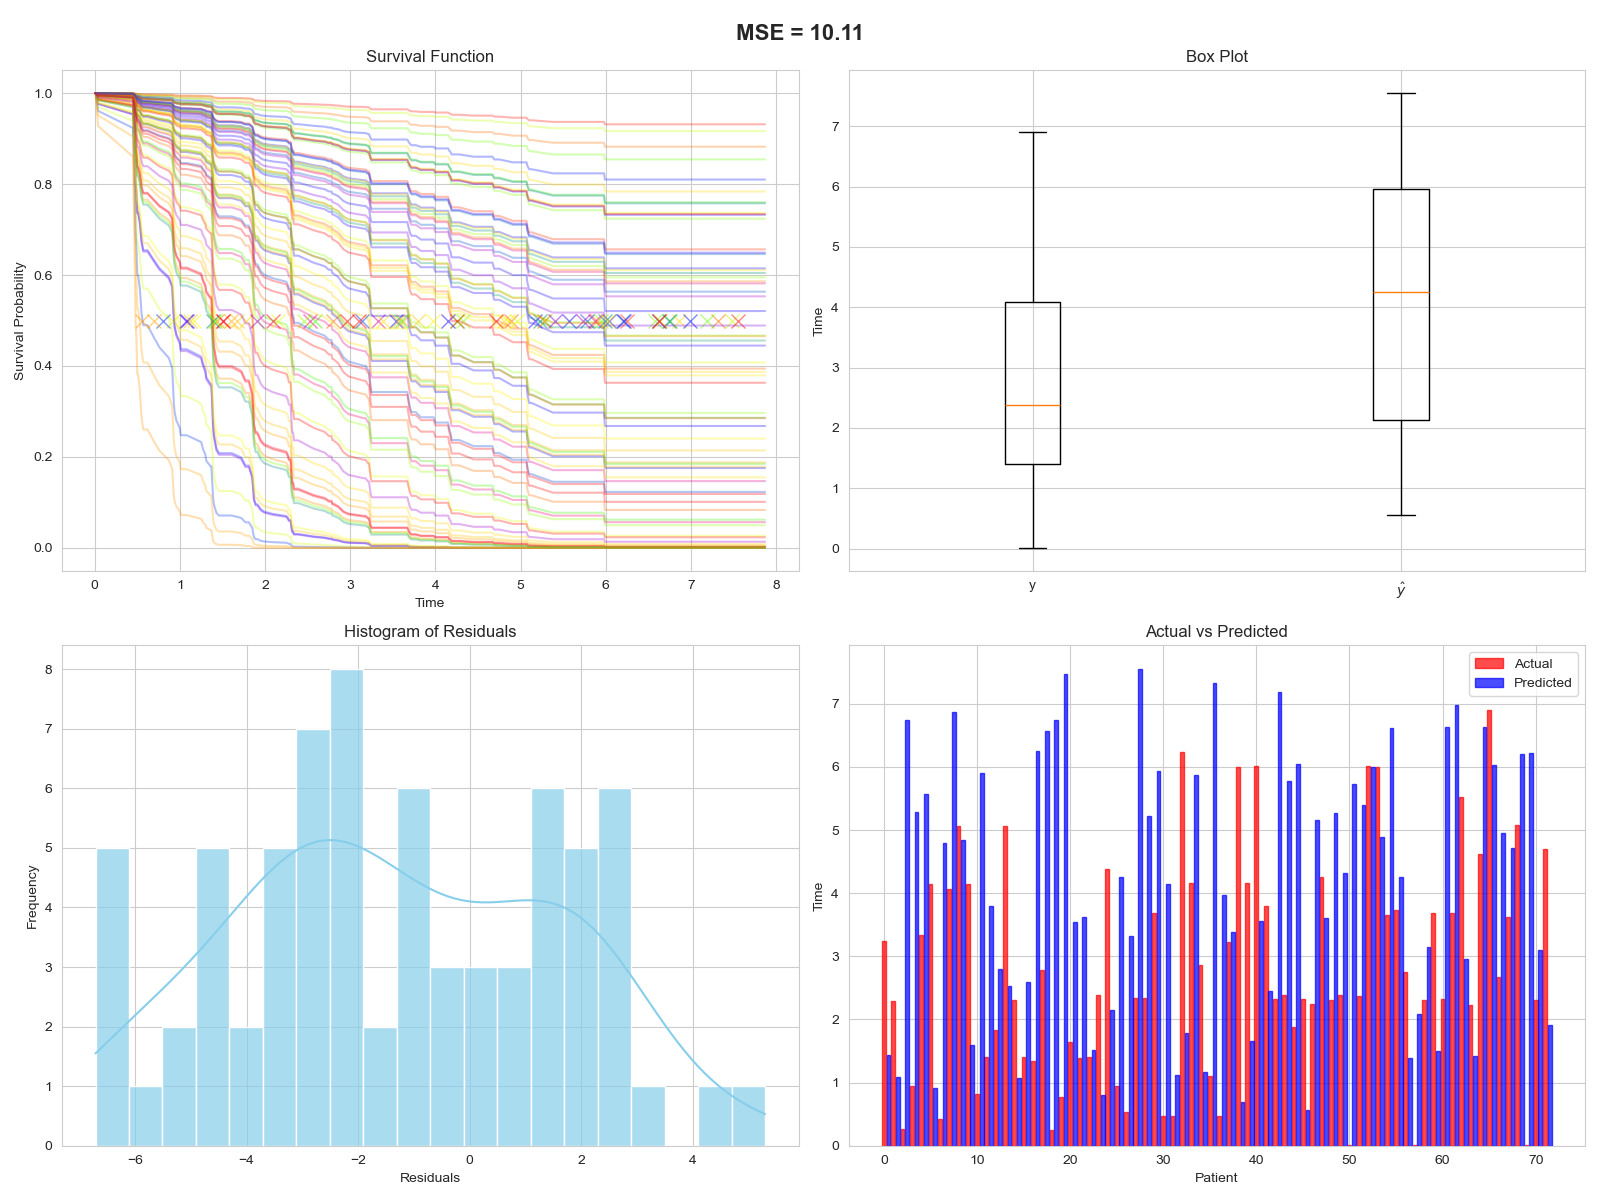 MSE = 10.11
Survival Function
Survival Probability
1.0
0.8
0.6
0.4
0.2
0.0
0 1 2 3 4 5 6 7 8
Time
Box Plot
Time
7
6
5
4
3
2
1
0
y ŷ
Histogram of Residuals
Frequency
8
7
6
5
4
3
2
1
0
−6 −4 −2 0 2 4
Residuals
Actual vs Predicted
Actual
Predicted
Time
7
6
5
4
3
2
1
0
0 10 20 30 40 50 60 70
Patient